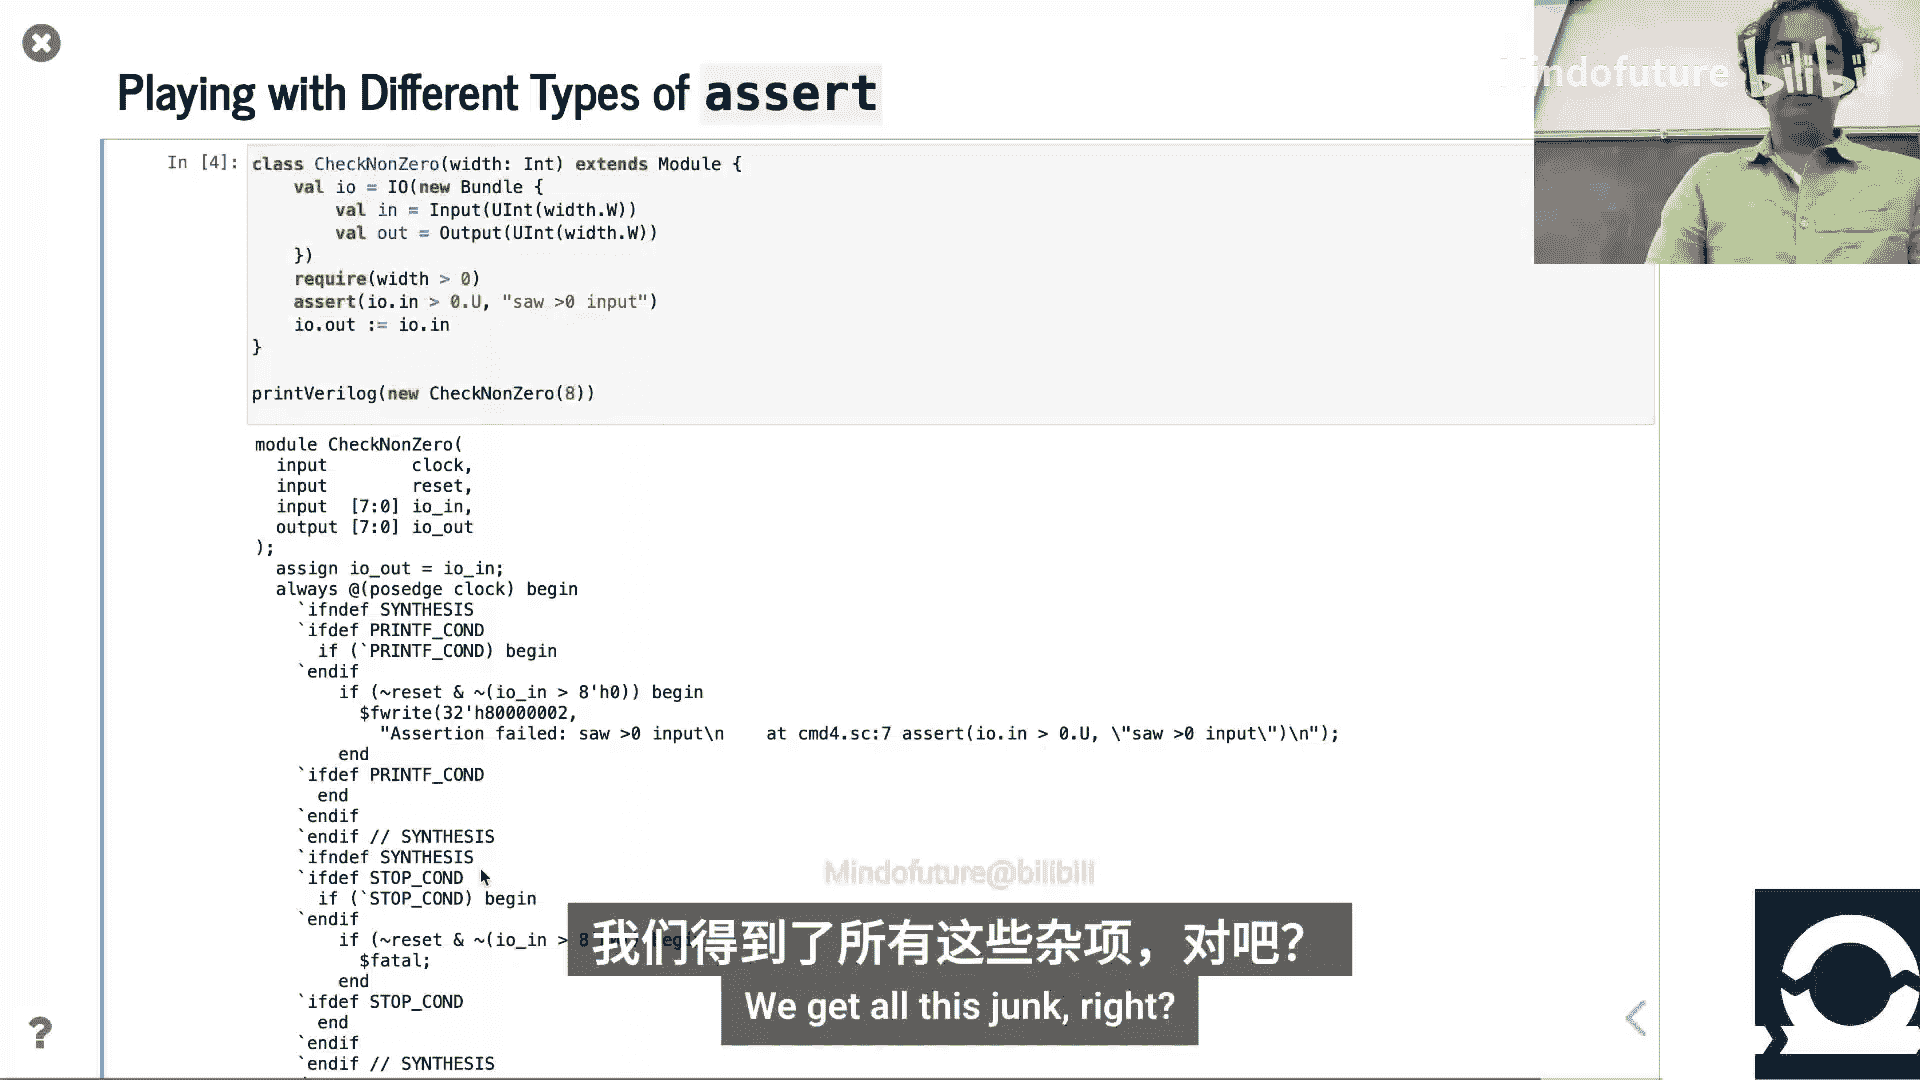 Playing with Different Types of assert
Mindofuture
bilibili
In [4]:
class CheckNonZero(width: Int) extends Module {
    val io = IO(new Bundle {
        val in = Input(UInt(width.W))
        val out = Output(UInt(width.W))
    })
    require(width > 0)
    assert(io.in > 0.U, "saw >0 input")
    io.out := io.in
}
printVerilog(new CheckNonZero(8))
module CheckNonZero(
  input        clock,
  input        reset,
  input  [7:0] io_in,
  output [7:0] io_out
);
  assign io_out = io_in;
  always @(posedge clock) begin
    `ifndef SYNTHESIS
    `ifdef PRINTF_COND
      if (`PRINTF_COND) begin
    `endif
        if (~reset & ~(io_in > 8'h0)) begin
          $fwrite(32'h80000002,
            "Assertion failed: saw >0 input\n    at cmd4.sc:7 assert(io.in > 0.U, \"saw >0 input\")\n");
        end
    `ifdef PRINTF_COND
      end
    `endif
    `endif // SYNTHESIS
    `ifndef SYNTHESIS
    `ifdef STOP_COND
      if (`STOP_COND) begin
    `endif
        if (~reset & ~(io_in > 8
          $fatal;
        end
    `ifdef STOP_COND
      end
    `endif
    `endif // SYNTHESIS
Mindofuture@bilibili
我们得到了所有这些杂项，对吧？
We get all this junk, right?
?